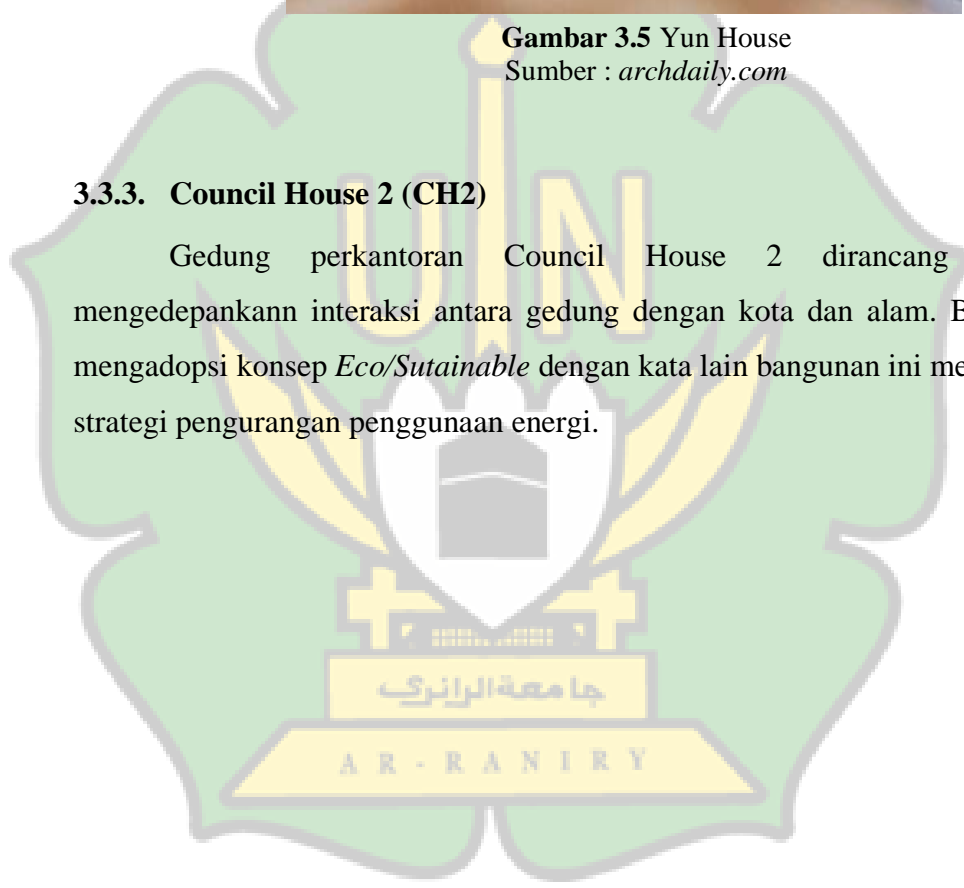 Gambar 3.5 Yun House
Sumber : archdaily.com
3.3.3. Council House 2 (CH2)
Gedung perkantoran Council House 2 dirancang
mengedepankann interaksi antara gedung dengan kota dan alam. B
mengadopsi konsep Eco/Sutainable dengan kata lain bangunan ini me
strategi pengurangan penggunaan energi.
UIN
جامعة الرانري
AR-RANIRY